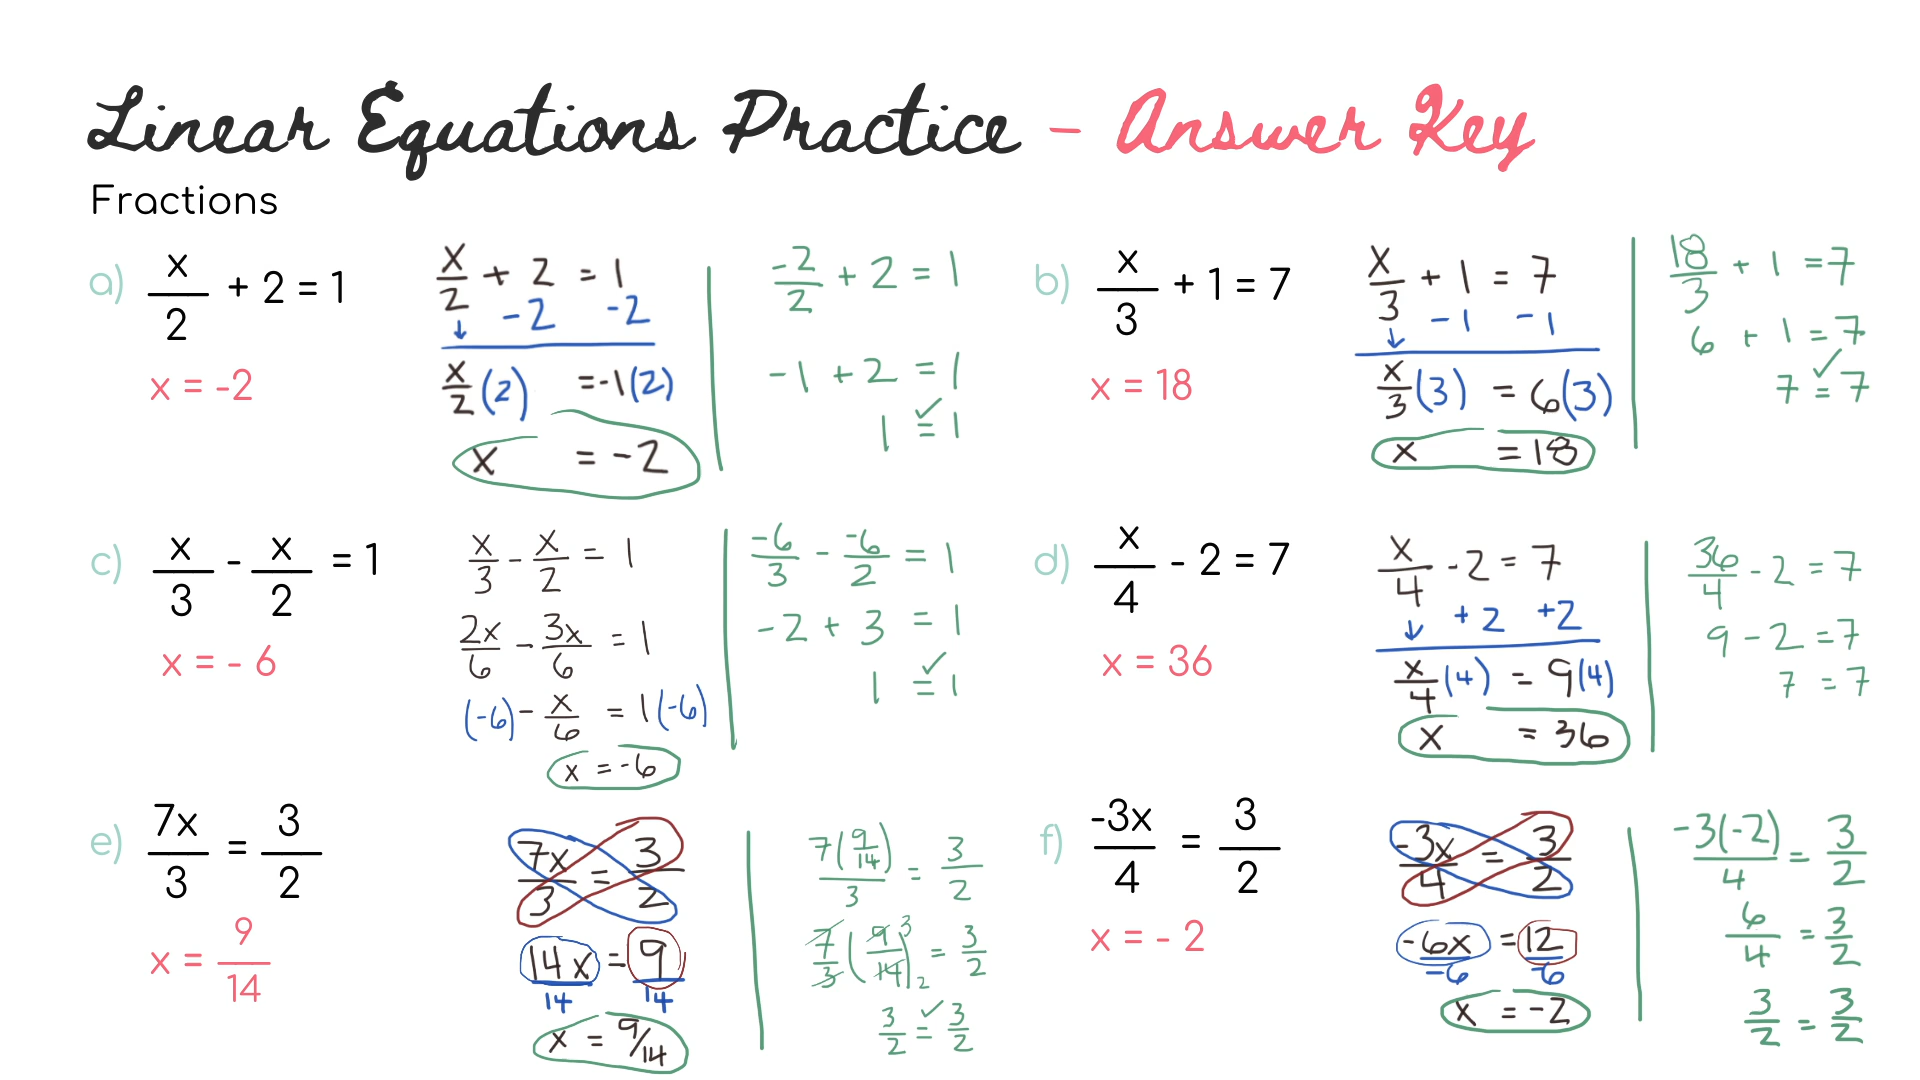 Linear Equations Practice - Answer Key
Fractions
a) x/2 + 2 = 1
x = -2
x/2 + 2 = 1
↓ -2 -2
x/2 (2) = -1(2)
x = -2
-2/2 + 2 = 1
-1 + 2 = 1
1 = 1 ✓
b) x/3 + 1 = 7
x = 18
x/3 + 1 = 7
↓ -1 -1
x/3 (3) = 6(3)
x = 18
18/3 + 1 = 7
6 + 1 = 7
7 = 7 ✓
c) x/3 - x/2 = 1
x = - 6
x/3 - x/2 = 1
2x/6 - 3x/6 = 1
(-6) - x/6 = 1 (-6)
x = -6
-6/3 - -6/2 = 1
-2 + 3 = 1
1 = 1 ✓
d) x/4 - 2 = 7
x = 36
x/4 - 2 = 7
↓ +2 +2
x/4 (4) = 9(4)
x = 36
36/4 - 2 = 7
9 - 2 = 7
7 = 7
e) 7x/3 = 3/2
x = 9/14
7x/3 = 3/2
14x = 9
14 14
x = 9/14
7(9/14)/3 = 3/2
7/3 (9/14) 3 2 = 3/2
3/2 = 3/2 ✓
f) -3x/4 = 3/2
x = - 2
-3x/4 = 3/2
-6x = 12
-6 -6
x = -2
-3(-2)/4 = 3/2
6/4 = 3/2
3/2 = 3/2